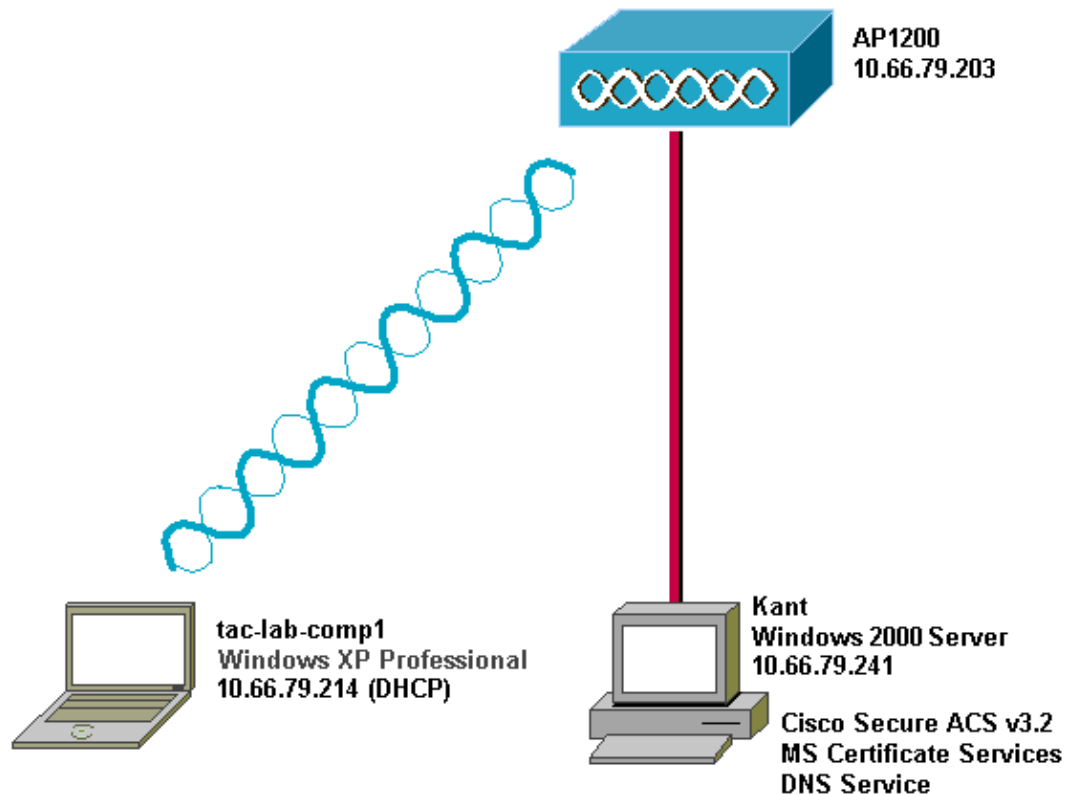 AP1200
10.66.79.203
tac-lab-comp1
Windows XP Professional
10.66.79.214 (DHCP)
Kant
Windows 2000 Server
10.66.79.241
Cisco Secure ACS v3.2
MS Certificate Services
DNS Service